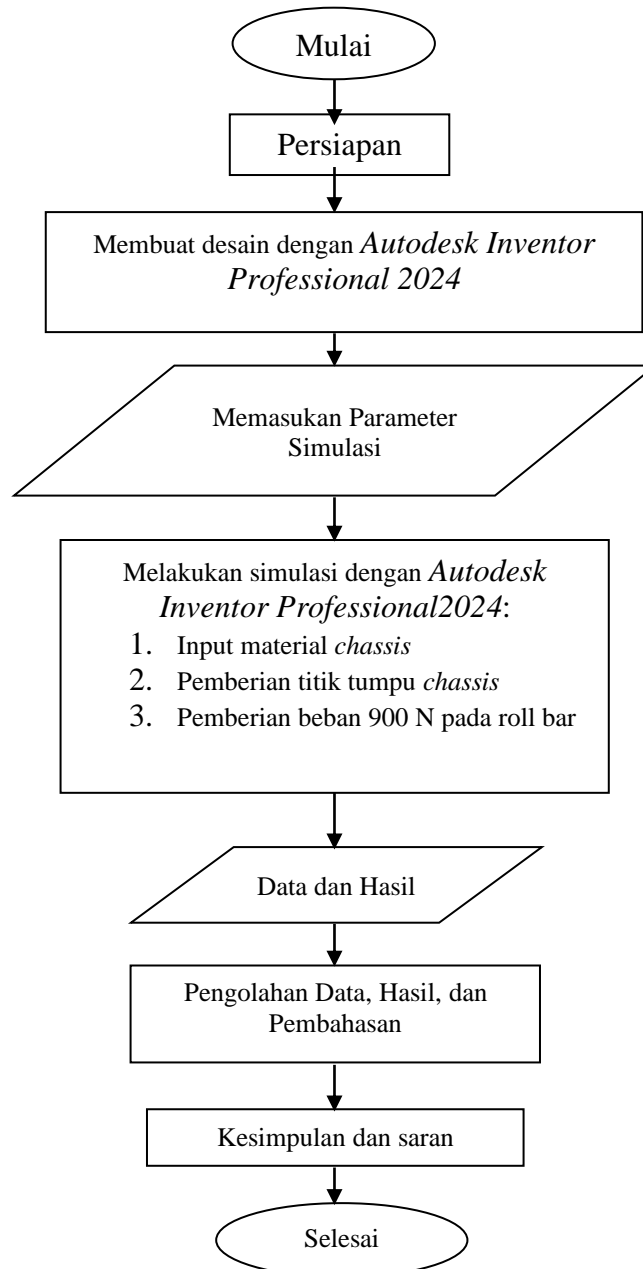 Mulai
Persiapan
Membuat desain dengan Autodesk Inventor
Professional 2024
Memasukan Parameter
Simulasi
Melakukan simulasi dengan Autodesk
Inventor Professional2024:
1. Input material chassis
2. Pemberian titik tumpu chassis
3. Pemberian beban 900 N pada roll bar
Data dan Hasil
Pengolahan Data, Hasil, dan
Pembahasan
Kesimpulan dan saran
Selesai